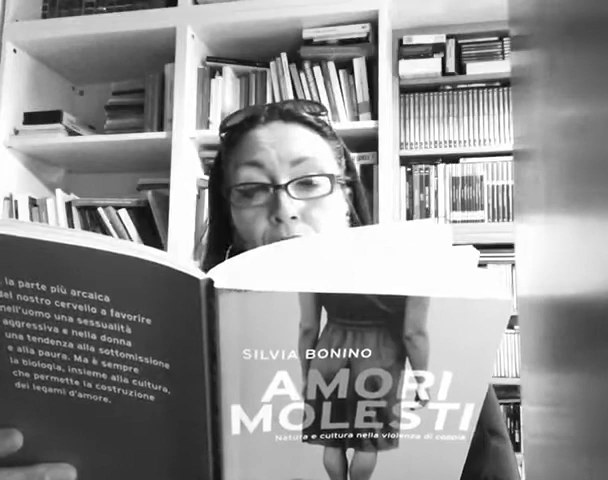 la parte più arcaica
del nostro cervello a favorire
nell'uomo una sessualità
aggressiva e nella donna
una tendenza alla sottomissione
e alla paura. Ma è sempre
la biologia, insieme alla cultura,
che permette la costruzione
dei legami d'amore.
SILVIA BONINO
AMORI
MOLESTI
Natura e cultura nella violenza di coppia